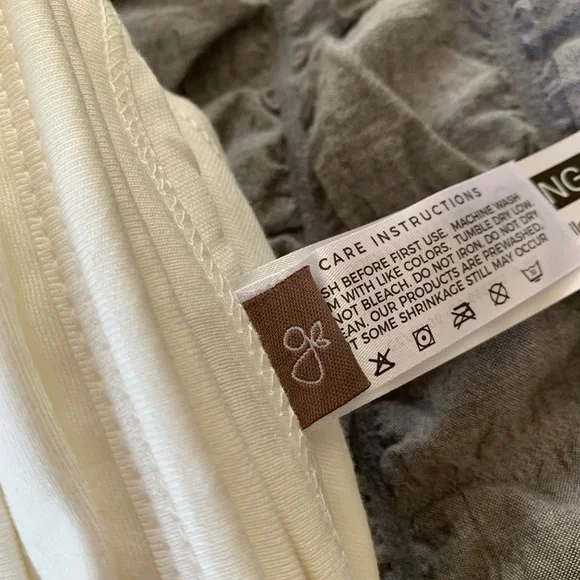 CARE INSTRUCTIONS
SH BEFORE FIRST USE. MACHINE WASH
M WITH LIKE COLORS. TUMBLE DRY LOW.
NOT BLEACH. DO NOT IRON. DO NOT DRY
EAN. OUR PRODUCTS ARE PREWASHED,
T SOME SHRINKAGE STILL MAY OCCUR
NG
g